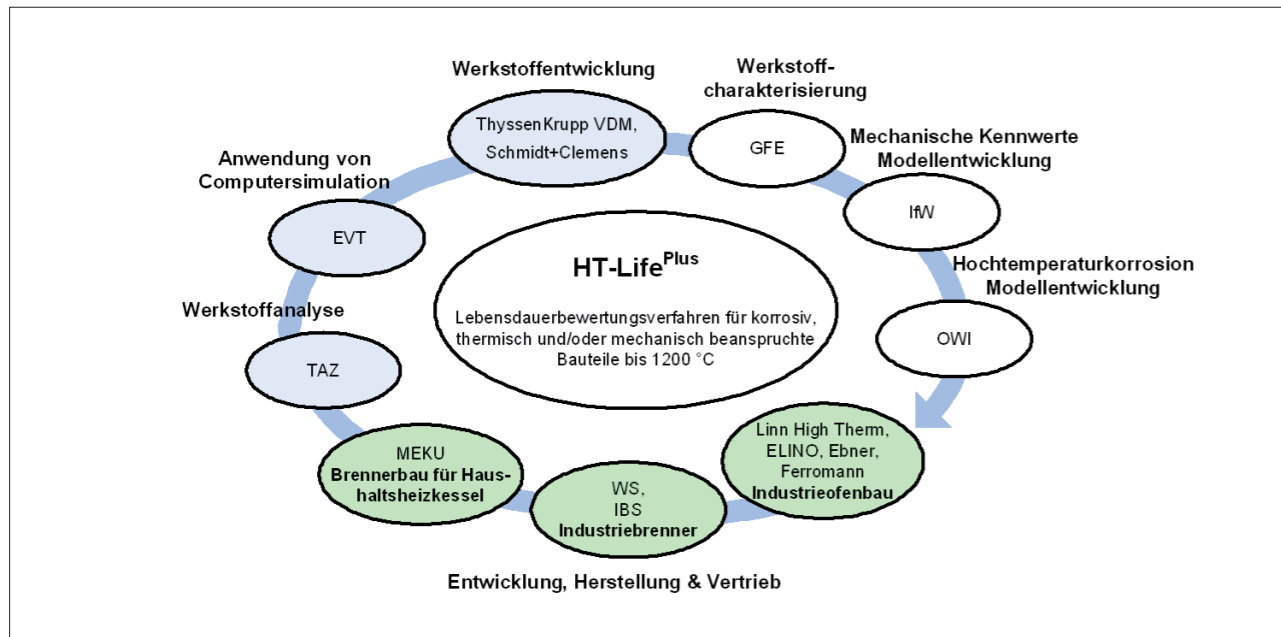 Werkstoffentwicklung
ThyssenKrupp VDM,
Schmidt+Clemens
Werkstoff-
charakterisierung
GFE
Mechanische Kennwerte
Modellentwicklung
IfW
Hochtemperaturkorrosion
Modellentwicklung
OWI
Anwendung von
Computersimulation
EVT
Werkstoffanalyse
TAZ
HT-Life^Plus
Lebensdauerbewertungsverfahren für korrosiv,
thermisch und/oder mechanisch beanspruchte
Bauteile bis 1200 °C
MEKU
Brennerbau für Haus-
haltsheizkessel
WS,
IBS
Industriebrenner
Linn High Therm,
ELINO, Ebner,
Ferromann
Industrieofenbau
Entwicklung, Herstellung & Vertrieb